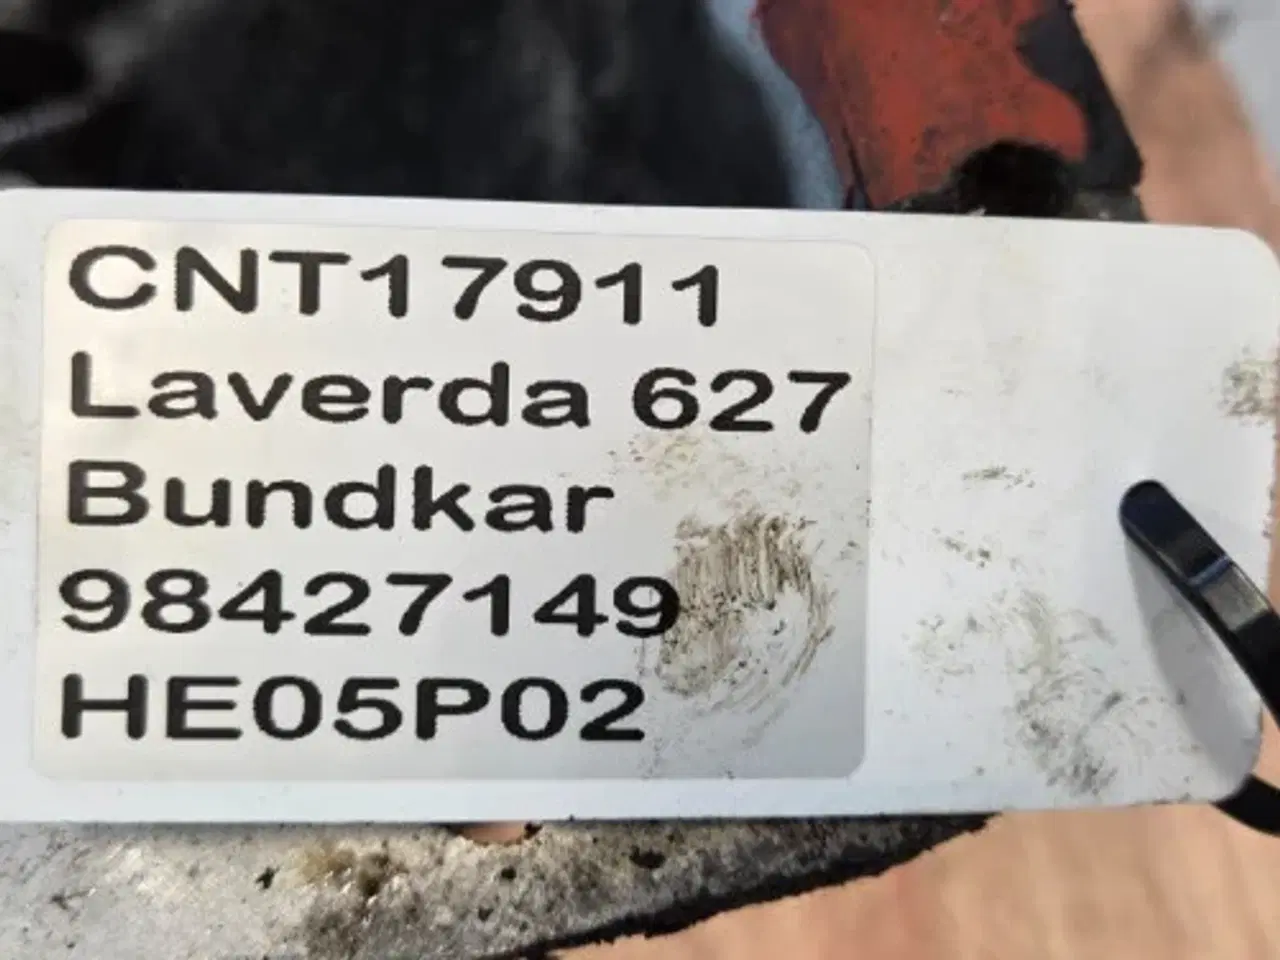 CNT17911
Laverda 627
Bundkar
98427149
HE05P02